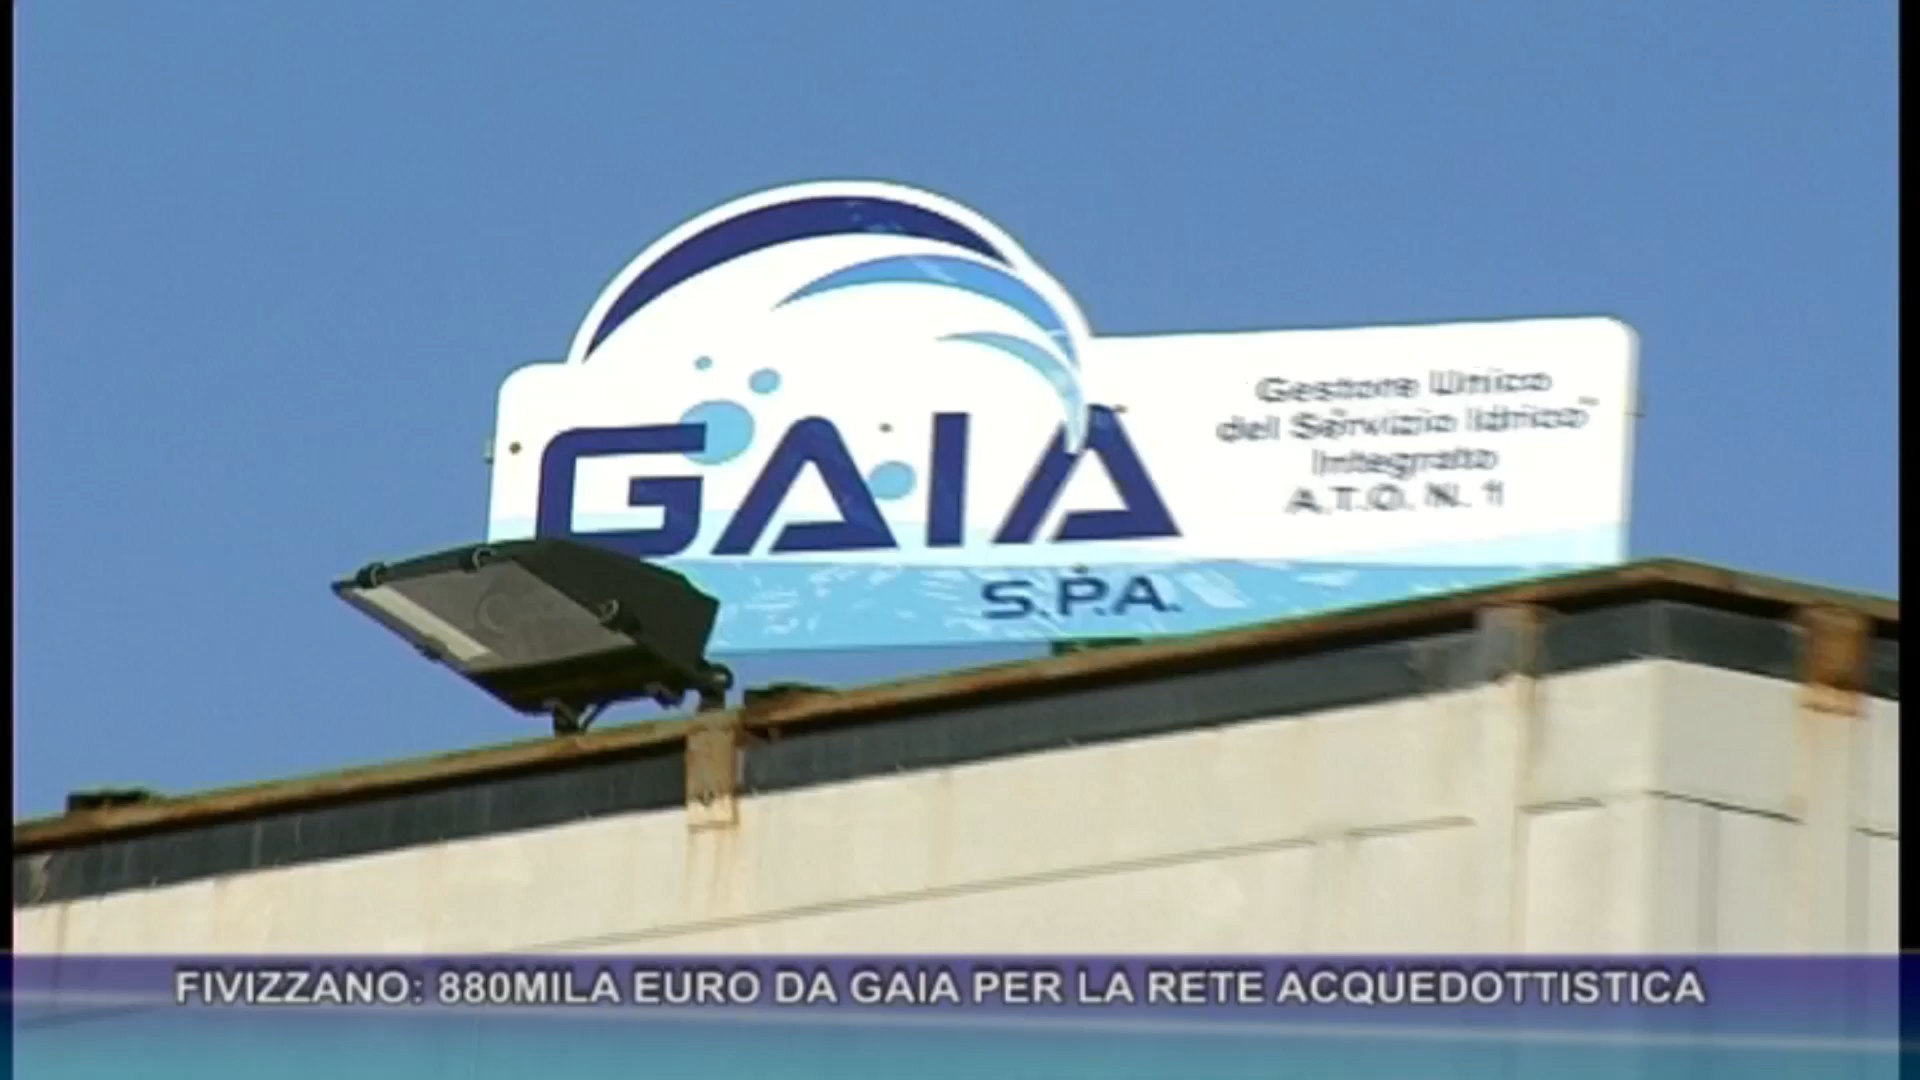 GAIA
S.P.A.
Gestore Unico
del Servizio Idrico
Integrato
A.T.O. N. 1
FIVIZZANO: 880MILA EURO DA GAIA PER LA RETE ACQUEDOTTISTICA